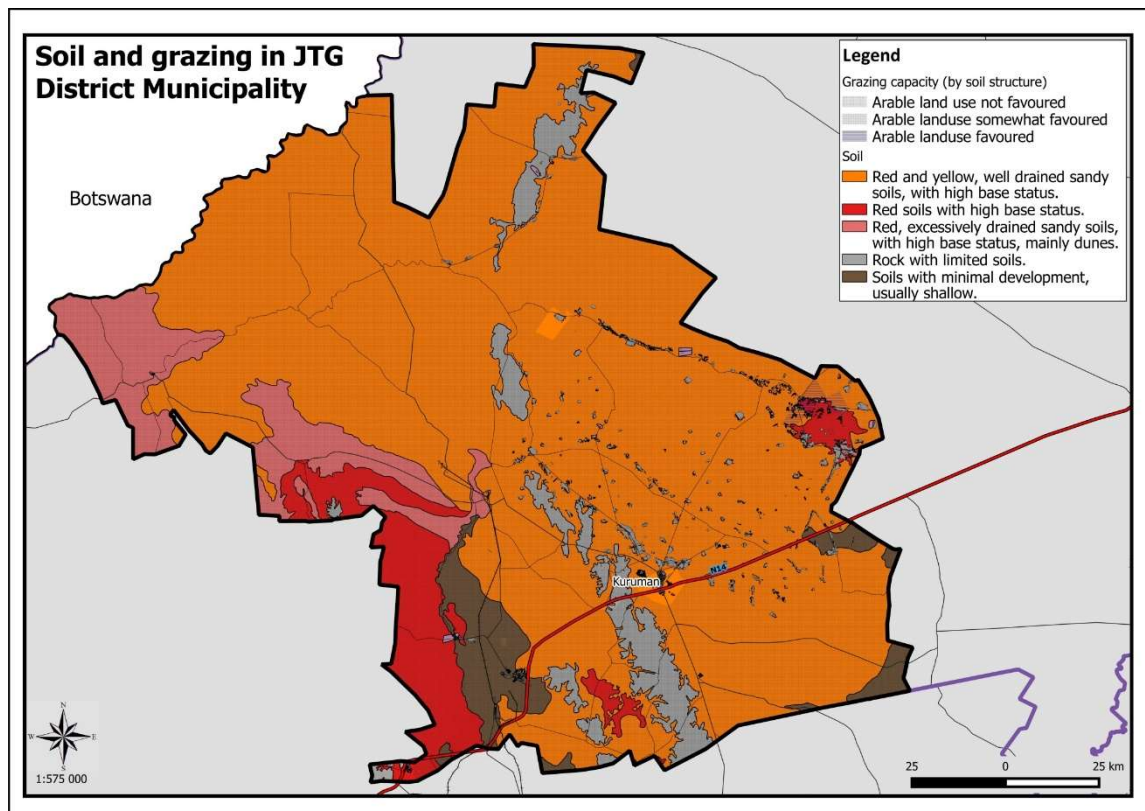 Soil and grazing in JTG
District Municipality
Legend
Grazing capacity (by soil structure)
Arable land use not favoured
Arable landuse somewhat favoured
Arable landuse favoured
Soil
Red and yellow, well drained sandy
soils, with high base status.
Red soils with high base status.
Red, excessively drained sandy soils,
with high base status, mainly dunes.
Rock with limited soils.
Soils with minimal development,
usually shallow.
Botswana
N14
Kuruman
N
W E
S
1:575 000
25 0 25 km